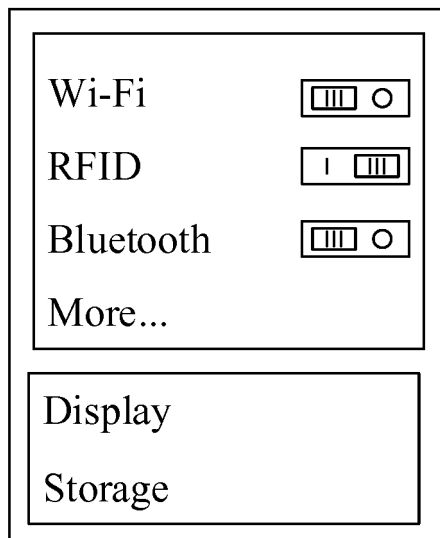 Wi-Fi
RFID
Bluetooth
More...
Display
Storage